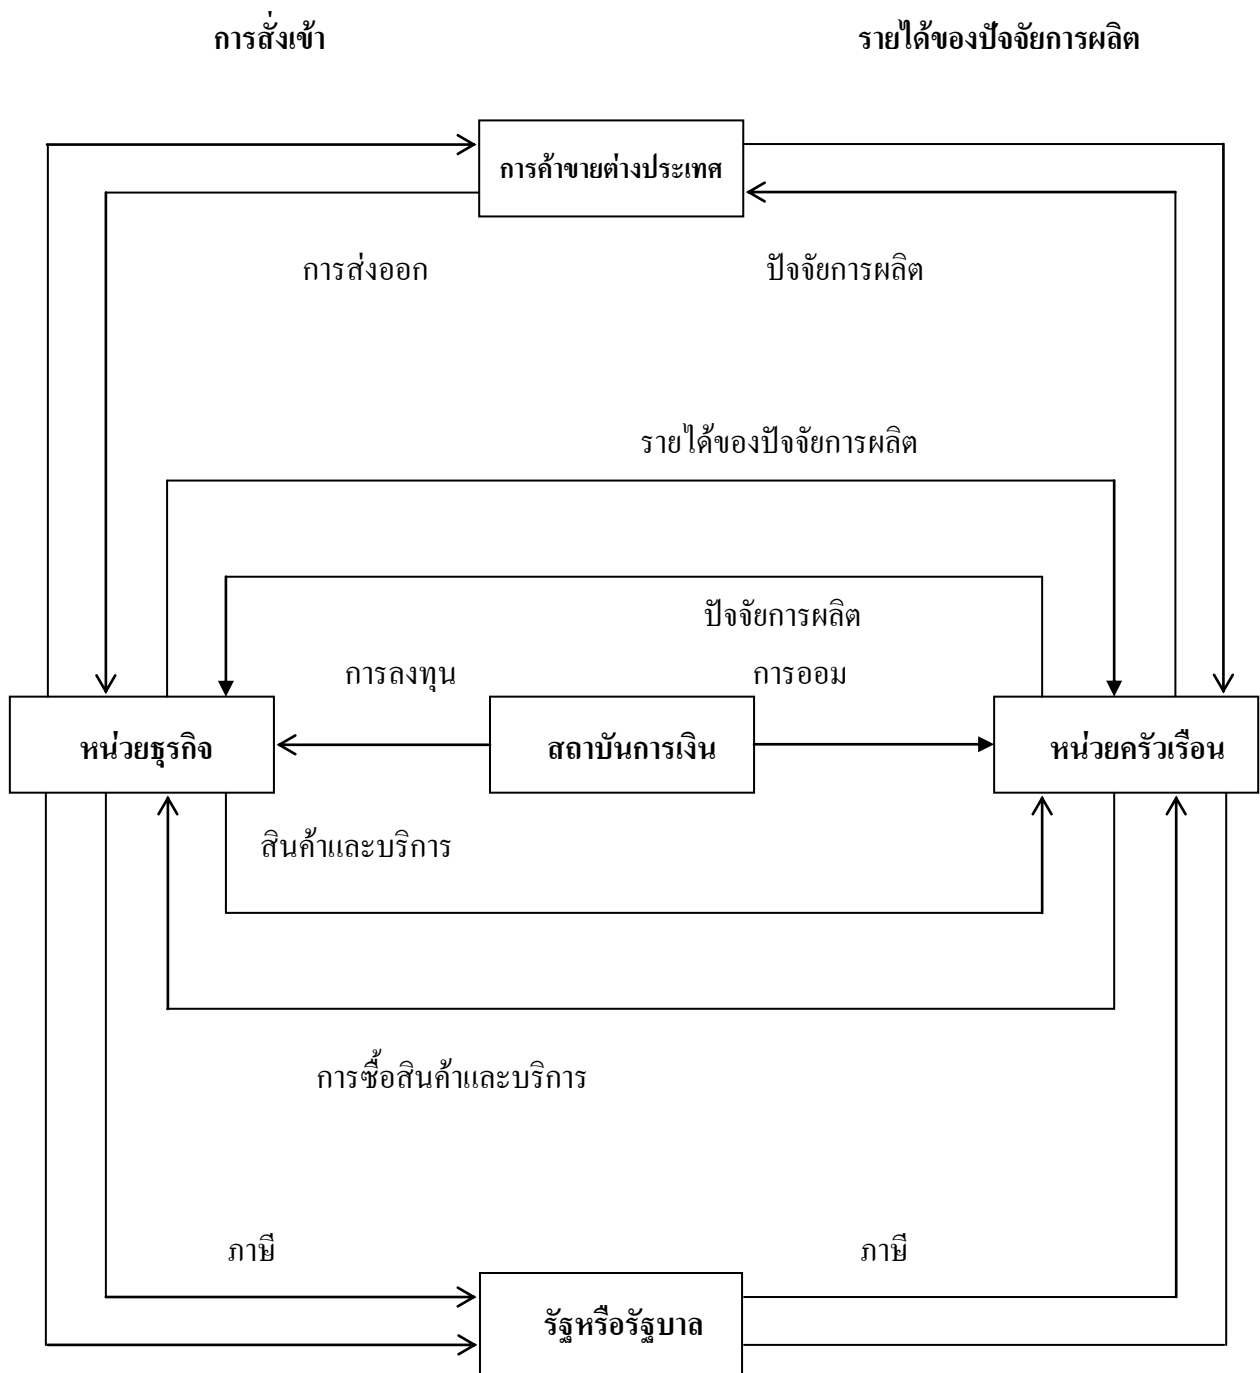 การสั่งเข้า
รายได้ของปัจจัยการผลิต
การค้าขายต่างประเทศ
การส่งออก
ปัจจัยการผลิต
รายได้ของปัจจัยการผลิต
ปัจจัยการผลิต
การลงทุน
การออม
หน่วยธุรกิจ
สถาบันการเงิน
หน่วยครัวเรือน
สินค้าและบริการ
การซื้อสินค้าและบริการ
ภาษี
ภาษี
รัฐหรือรัฐบาล